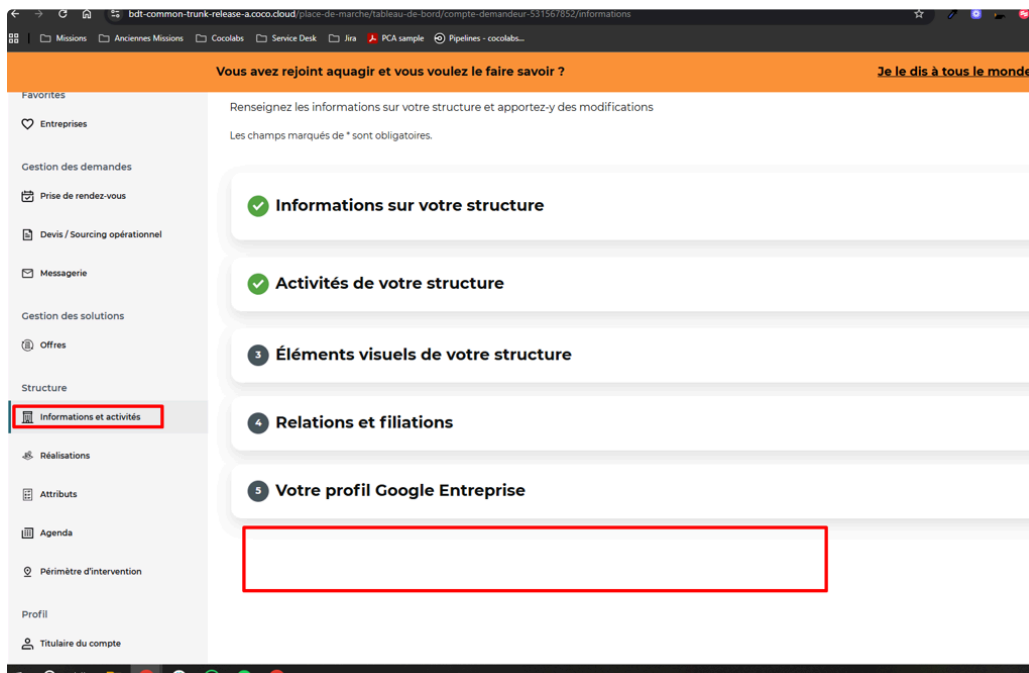 bdt-common-trunk-release-a.coco.cloud/place-de-marche/tableau-de-bord/compte-demandeur-531567852/informations
Missions Anciennes Missions Cocolabs Service Desk Jira PCA sample Pipelines - cocolabs...
Vous avez rejoint aquagir et vous voulez le faire savoir ? Je le dis à tous le monde
Favorites
Entreprises
Gestion des demandes
Prise de rendez-vous
Devis / Sourcing opérationnel
Messagerie
Gestion des solutions
Offres
Structure
Informations et activités
Réalisations
Attributs
Agenda
Périmètre d'intervention
Profil
Titulaire du compte
Renseignez les informations sur votre structure et apportez-y des modifications
Les champs marqués de * sont obligatoires.
Informations sur votre structure
Activités de votre structure
3 Éléments visuels de votre structure
4 Relations et filiations
5 Votre profil Google Entreprise